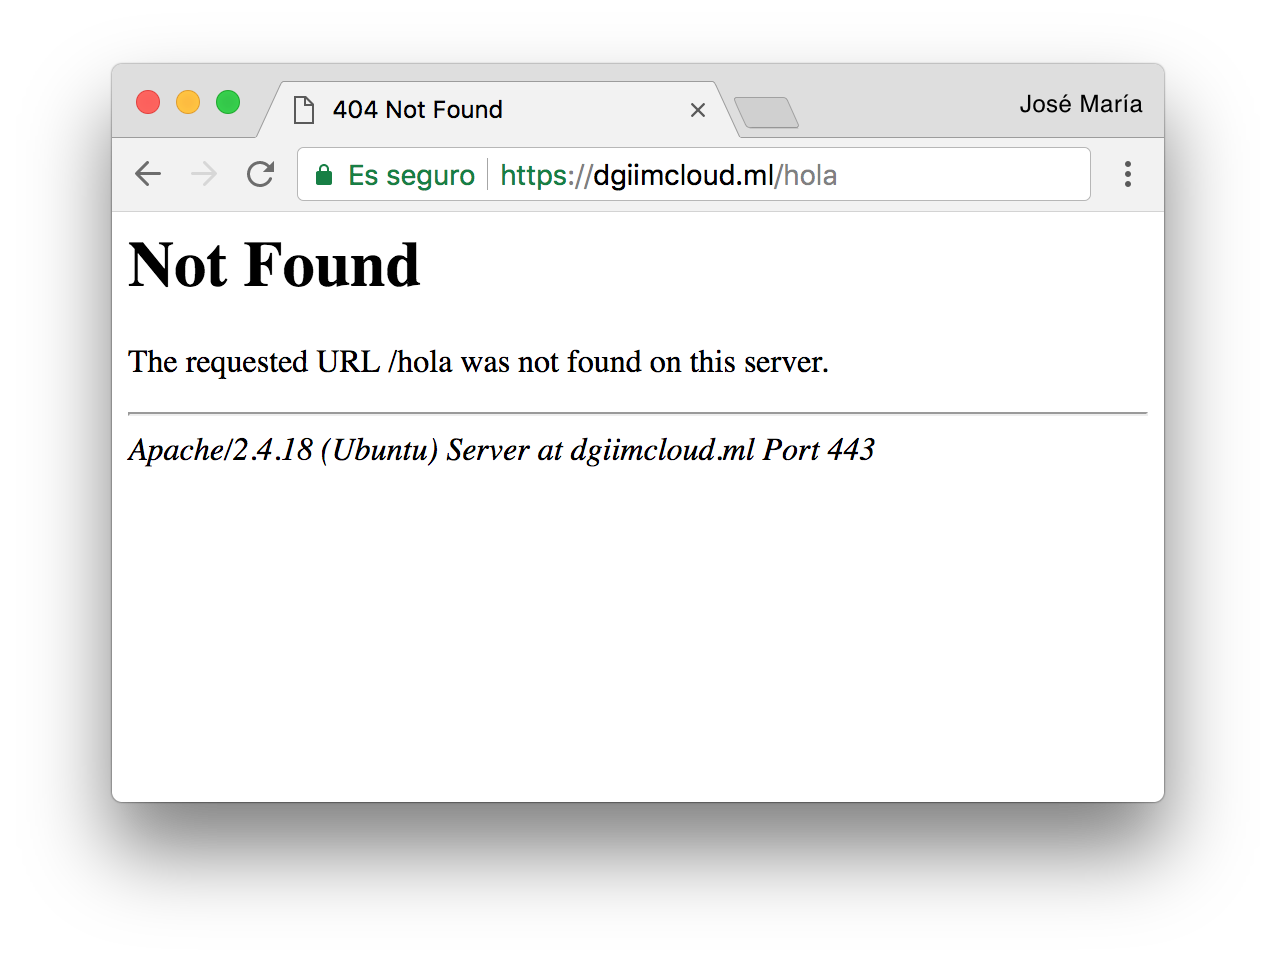 404 Not Found
José María
Es seguro https://dgiimcloud.ml/hola
Not Found
The requested URL /hola was not found on this server.
Apache/2.4.18 (Ubuntu) Server at dgiimcloud.ml Port 443